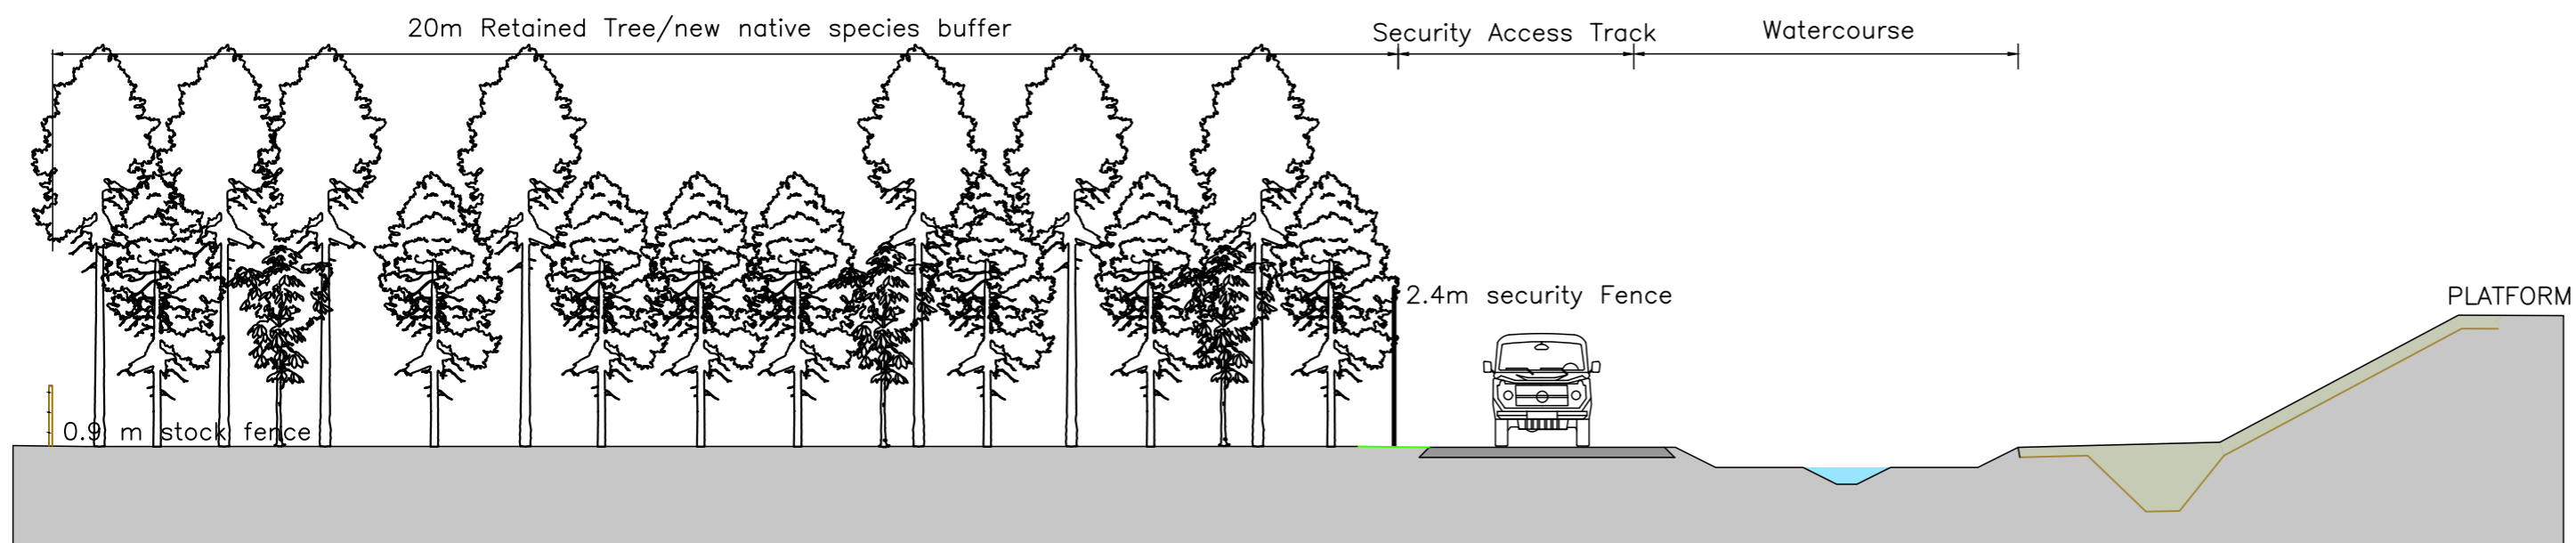 20m Retained Tree/new native species buffer
Security Access Track
Watercourse
2.4m security Fence
PLATFORM
0.9 m stock fence